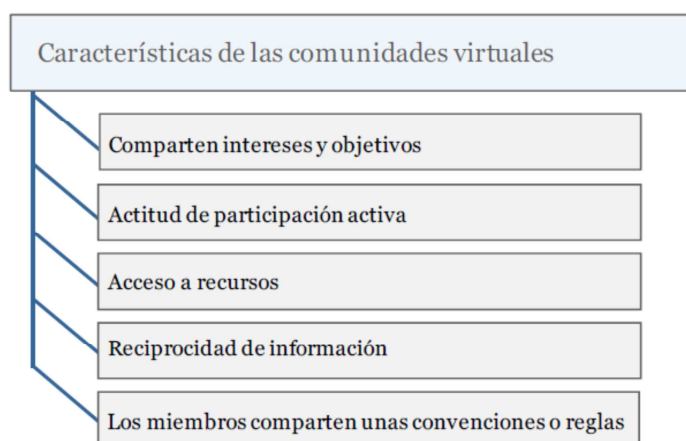 Características de las comunidades virtuales
Comparten intereses y objetivos
Actitud de participación activa
Acceso a recursos
Reciprocidad de información
Los miembros comparten unas convenciones o reglas